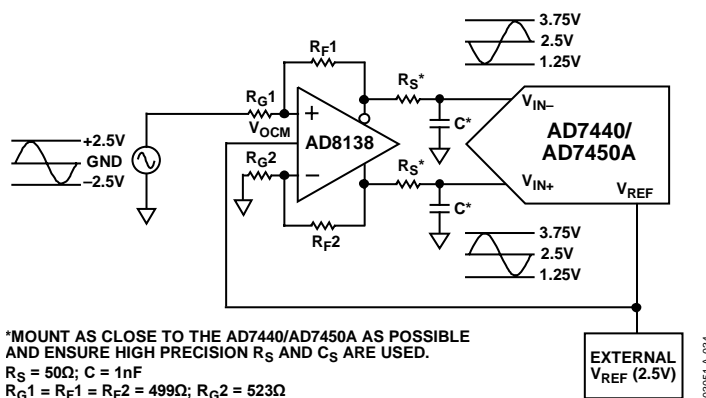 RF1
3.75V
2.5V
1.25V
RS*
RG1
VOCM
+
AD8138
C*
VIN–
AD7440/
AD7450A
+2.5V
GND
–2.5V
RG2
–
RS*
VIN+
VREF
C*
RF2
3.75V
2.5V
1.25V
*MOUNT AS CLOSE TO THE AD7440/AD7450A AS POSSIBLE
AND ENSURE HIGH PRECISION RS AND CS ARE USED.
RS = 50Ω; C = 1nF
RG1 = RF1 = RF2 = 499Ω; RG2 = 523Ω
EXTERNAL
VREF (2.5V)